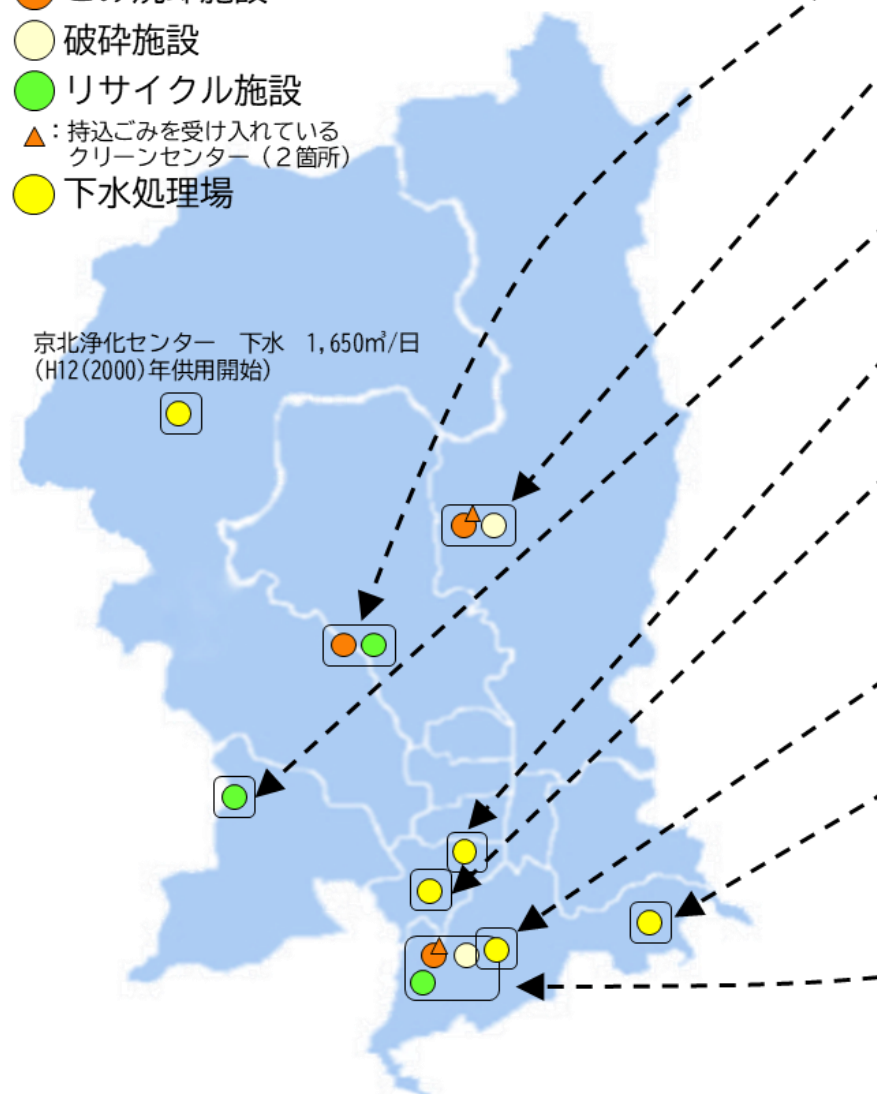 破砕施設
リサイクル施設
：持込ごみを受け入れている
クリーンセンター（２箇所）
下水処理場
京北浄化センター　下水　1,650㎥/日
(H12(2000)年供用開始)